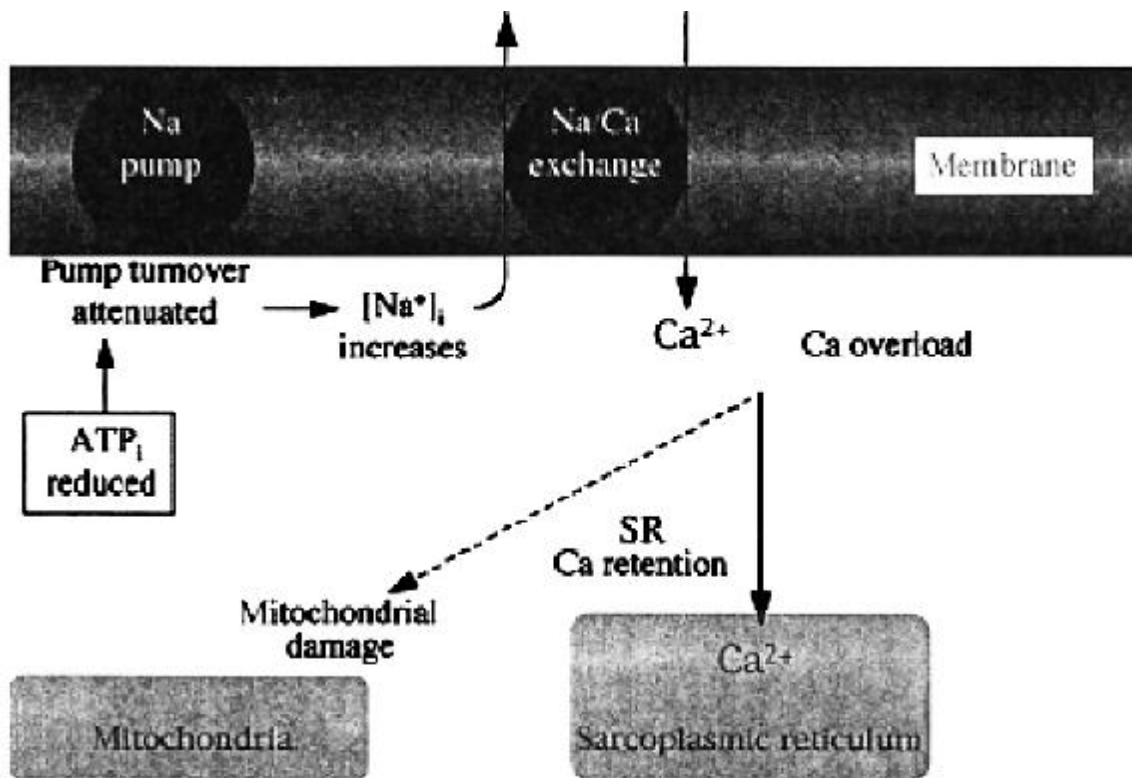 Na
pump
Na/Ca
exchange
Membrane
Pump turnover
attenuated
[Na⁺]ᵢ
increases
Ca²⁺
Ca overload
ATPᵢ
reduced
SR
Ca retention
Mitochondrial
damage
Ca²⁺
Mitochondria
Sarcoplasmic reticulum